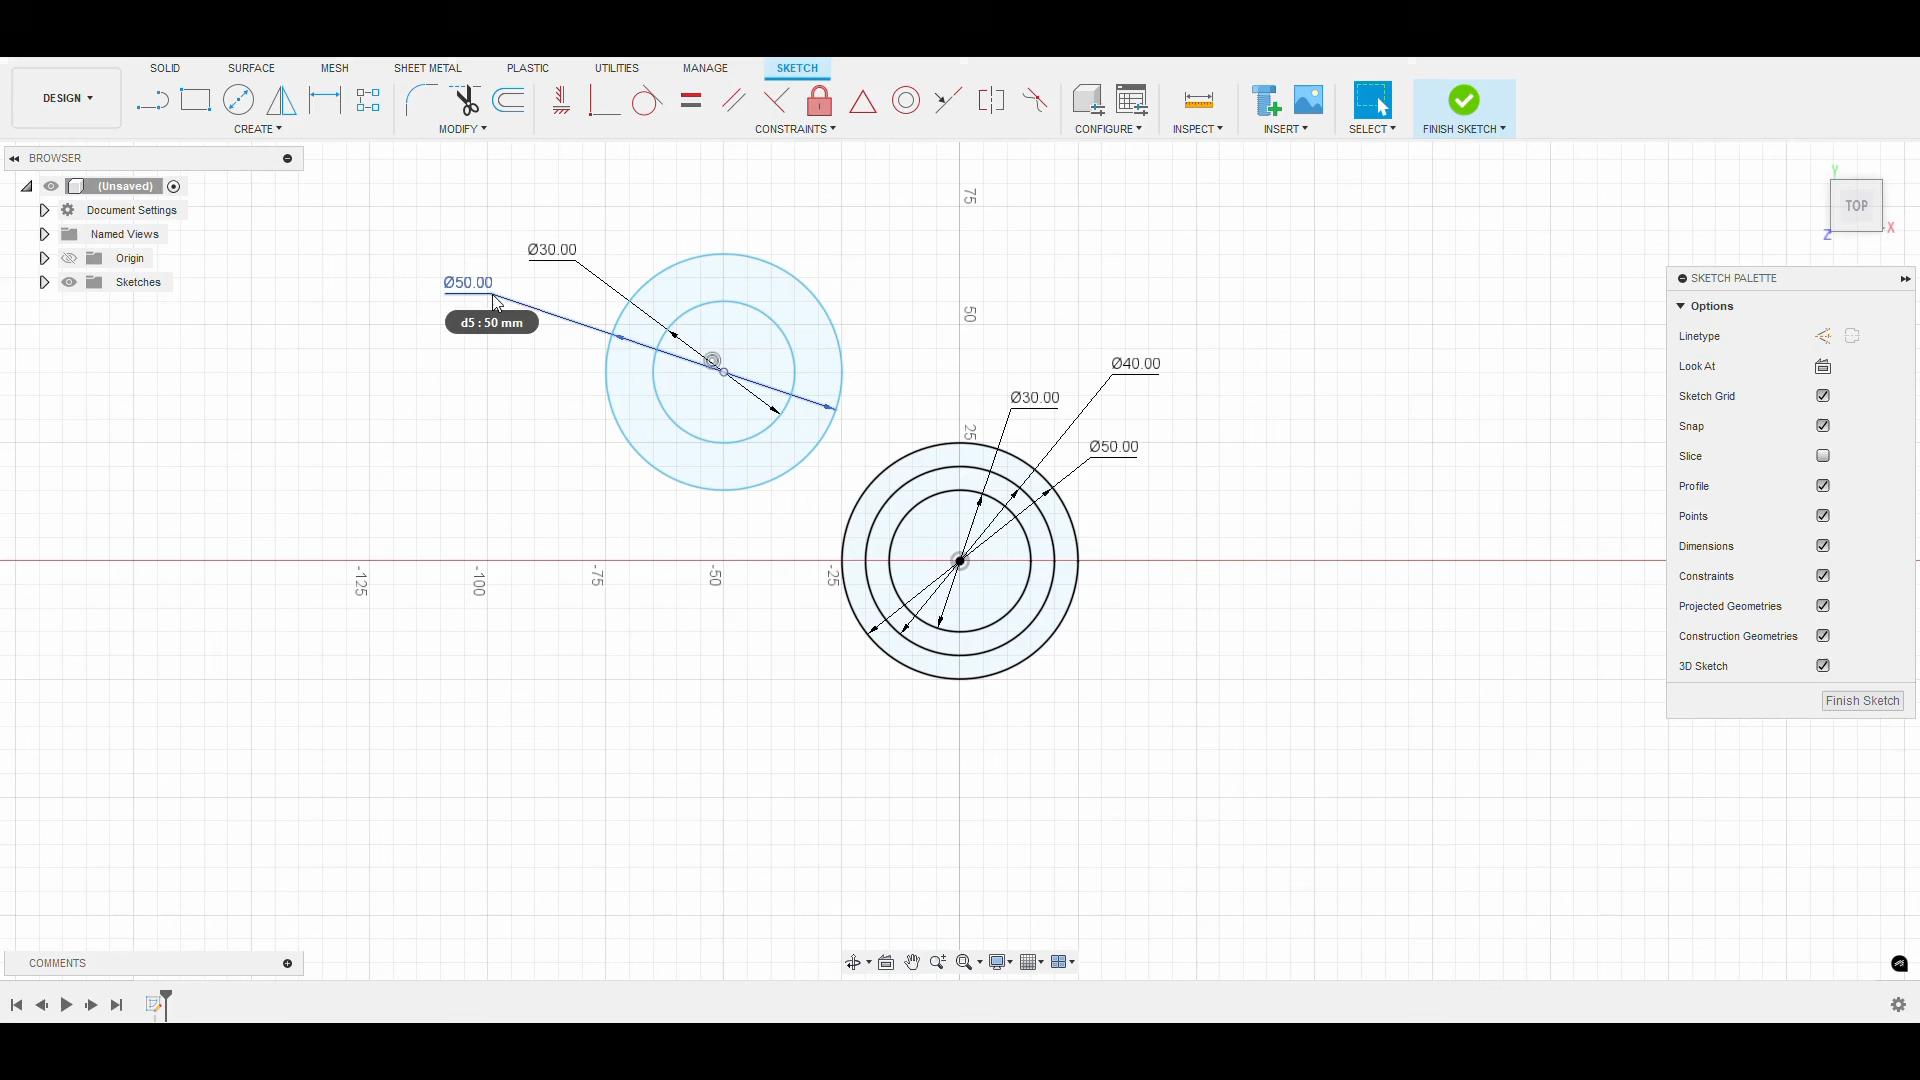 SOLID SURFACE MESH SHEET METAL PLASTIC UTILITIES MANAGE SKETCH
DESIGN
CREATE MODIFY CONSTRAINTS CONFIGURE INSPECT INSERT SELECT FINISH SKETCH
BROWSER
(Unsaved)
Document Settings
Named Views
Origin
Sketches
75
50
25
-125
-100
-75
-50
-25
Ø30.00
Ø50.00
d5 : 50 mm
Ø40.00
Ø30.00
Ø50.00
Y
TOP
X
Z
SKETCH PALETTE
Options
Linetype
Look At
Sketch Grid
Snap
Slice
Profile
Points
Dimensions
Constraints
Projected Geometries
Construction Geometries
3D Sketch
Finish Sketch
COMMENTS